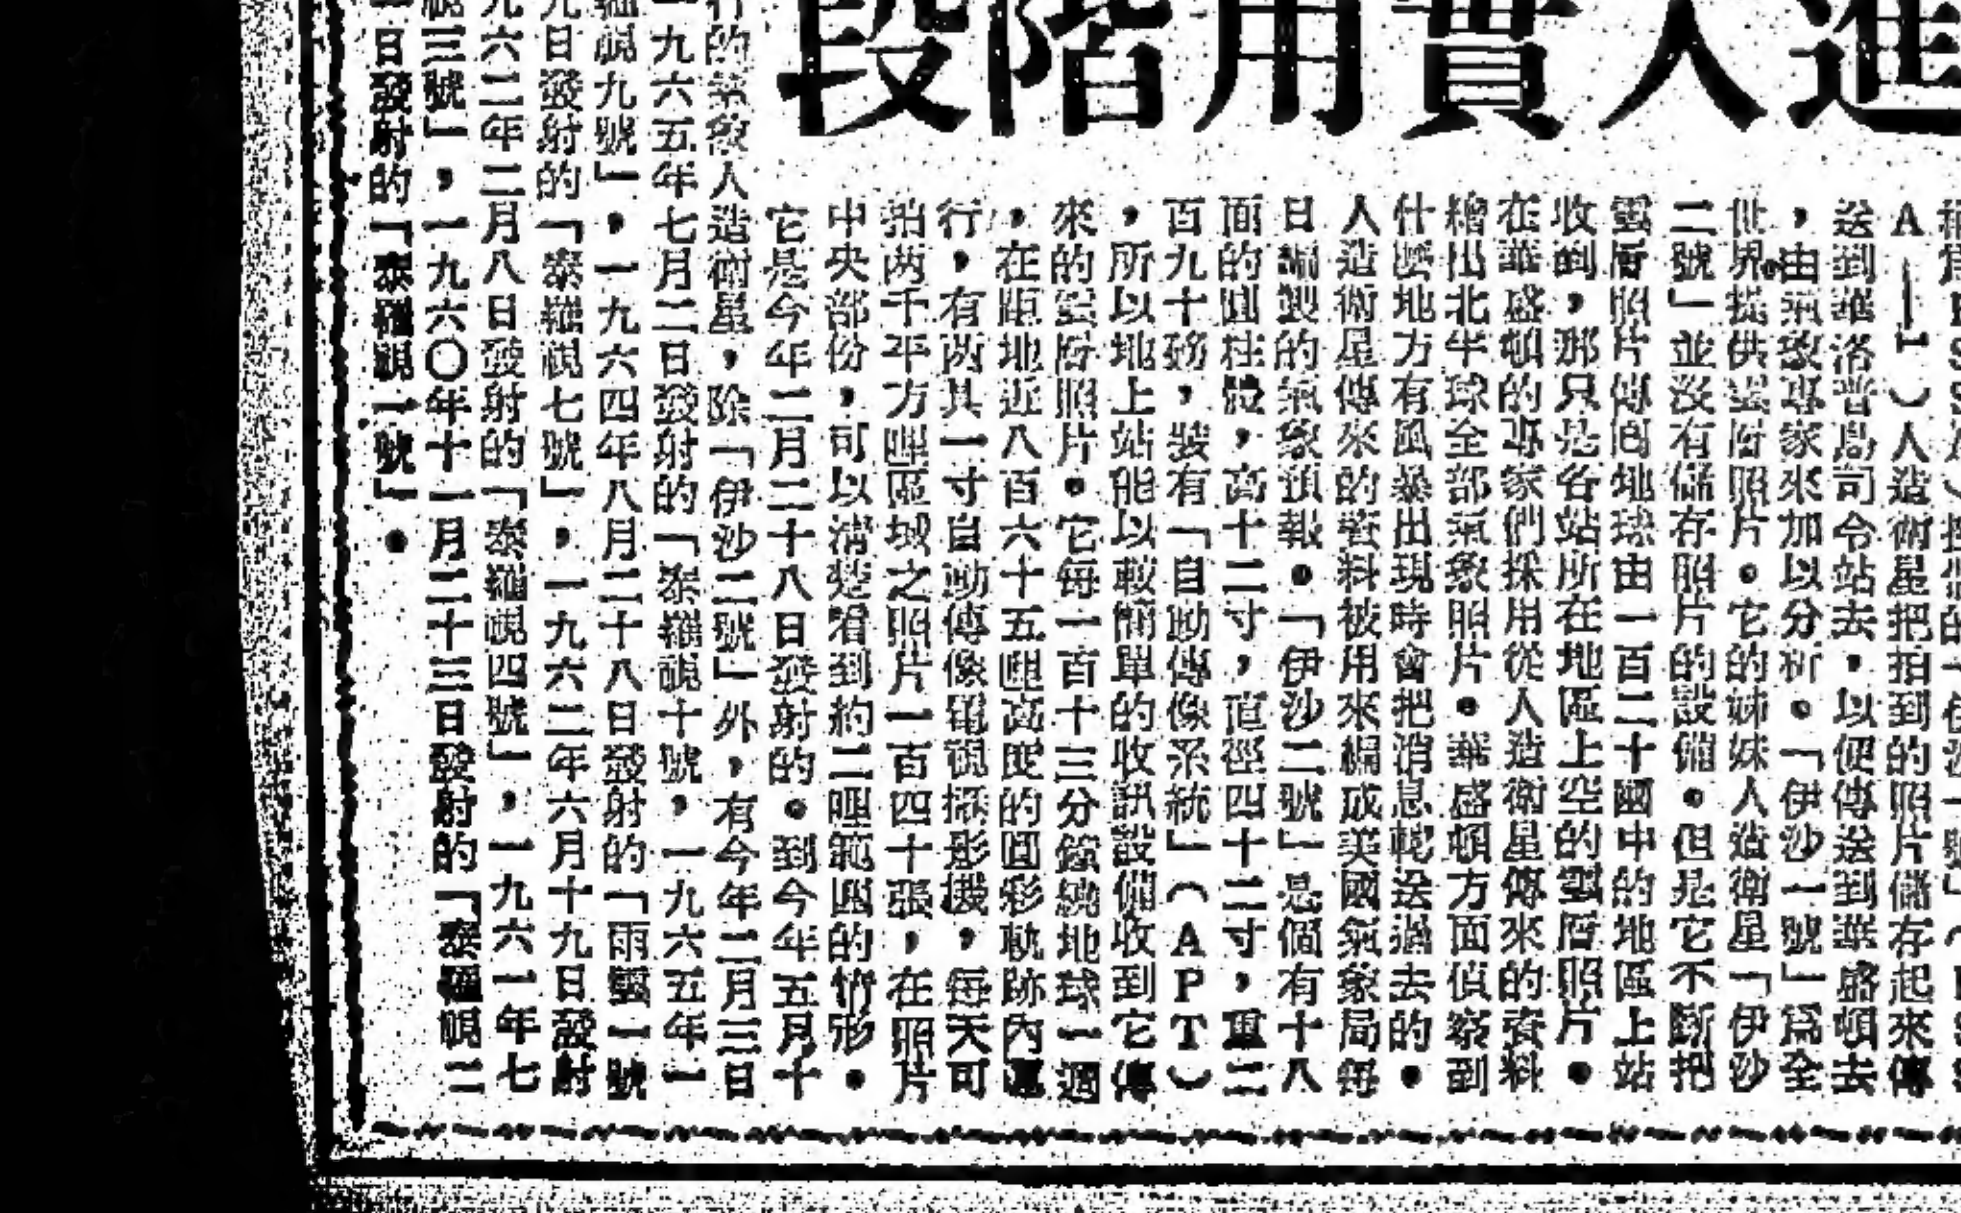 進入實用階段
A—1）人造衛星把拍到的照片儲存起來傳
送到華洛普島司令站去，以便傳送到華盛頓去
，由氣象專家來加以分析。「伊沙一號」爲全
世界提供雲層照片。它的姊妹人造衛星「伊沙
二號」並沒有儲存照片的設備。但是它不斷把
雲層照片傳回地球由一百二十國中的地區上站
收到，那只是各站所在地區上空的雲層照片。
在華盛頓的專家們採用從人造衛星傳來的資料
繪出北半球全部氣象照片。華盛頓方面偵察到
什麼地方有風暴出現時會把消息轉送過去的。
人造衛星傳來的資料被用來編成美國氣象局每
日編製的氣象預報。「伊沙二號」是個有十八
面的圓柱體，高十二寸，直徑四十二寸，重二
百九十磅，裝有「自動傳像系統」（APT）
，所以地上站能以較簡單的收訊設備收到它傳
來的雲層照片。它每一百十三分鐘繞地球一週
，在距地近八百六十五哩高度的圓形軌跡內運
行，有两具一寸自動傳像電視攝影機，每天可
拍两千平方哩區域之照片一百四十張，在照片
中央部份，可以清楚看到約二哩範圍的情形。
它是今年二月二十八日發射的。到今年五月十
行的氣象人造衛星，除「伊沙二號」外，有今年二月三日
一九六五年七月二日發射的「泰羅視十號，一九六五年一
羅視九號」，一九六四年八月二十八日發射的「雨雲一號
九日發射的「泰羅視七號」，一九六二年六月十九日發射
九六二年二月八日發射的「泰羅視四號」，一九六一年七
視三號」，一九六〇年十一月二十三日發射的「泰羅視二
一日發射的「泰羅視一號」。